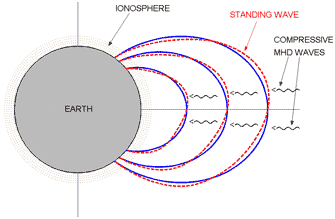 IONOSPHERE
STANDING WAVE
COMPRESSIVE
MHD WAVES
EARTH